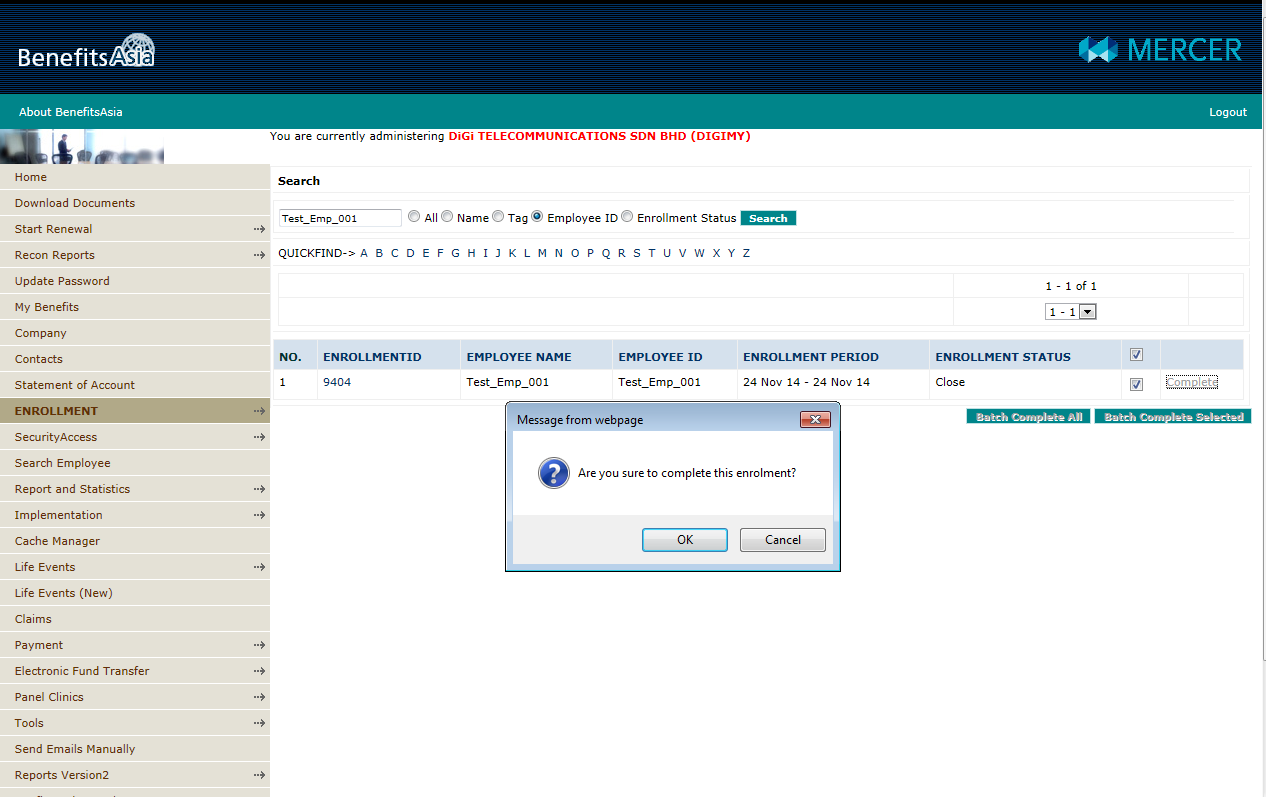 BenefitsAsia
MERCER
About BenefitsAsia
Logout
You are currently administering DiGi TELECOMMUNICATIONS SDN BHD (DIGIMY)
Home
Download Documents
Start Renewal
Recon Reports
Update Password
My Benefits
Company
Contacts
Statement of Account
ENROLLMENT
SecurityAccess
Search Employee
Report and Statistics
Implementation
Cache Manager
Life Events
Life Events (New)
Claims
Payment
Electronic Fund Transfer
Panel Clinics
Tools
Send Emails Manually
Reports Version2
Search
Test_Emp_001 All Name Tag Employee ID Enrollment Status Search
QUICKFIND-> A B C D E F G H I J K L M N O P Q R S T U V W X Y Z
1 - 1 of 1
1 - 1
NO. ENROLLMENTID EMPLOYEE NAME EMPLOYEE ID ENROLLMENT PERIOD ENROLLMENT STATUS
1 9404 Test_Emp_001 Test_Emp_001 24 Nov 14 - 24 Nov 14 Close Complete
Batch Complete All Batch Complete Selected
Message from webpage
Are you sure to complete this enrolment?
OK Cancel